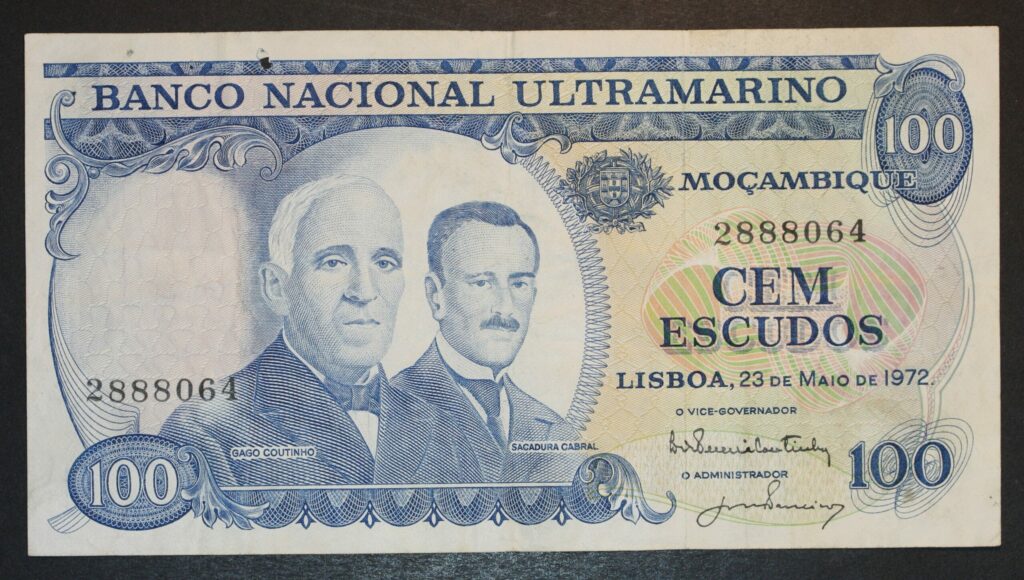 BANCO NACIONAL ULTRAMARINO
100
MOÇAMBIQUE
2888064
CEM
ESCUDOS
LISBOA, 23 DE MAIO DE 1972.
O VICE-GOVERNADOR
O ADMINISTRADOR
2888064
GAGO COUTINHO
SACADURA CABRAL
100
100